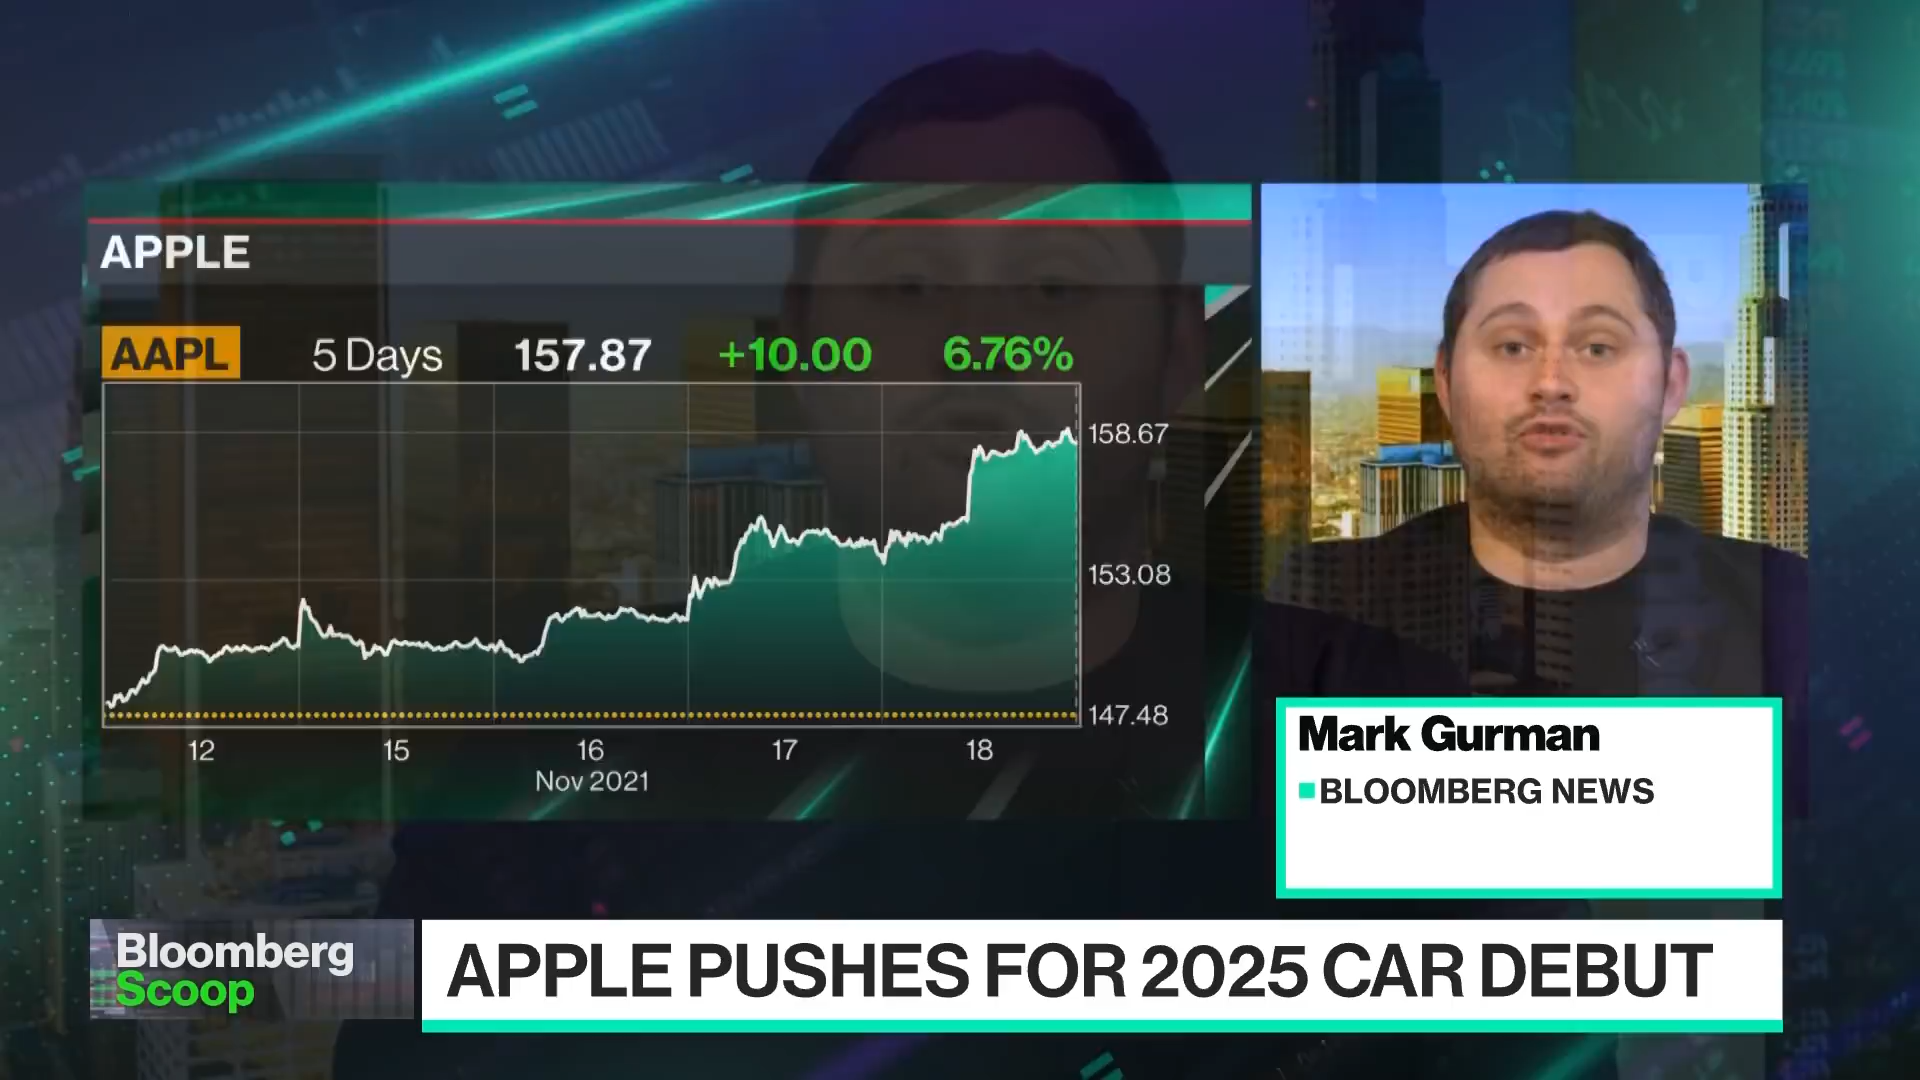 APPLE
AAPL 5 Days 157.87 +10.00 6.76%
158.67
153.08
147.48
12 15 16 17 18
Nov 2021
Mark Gurman
BLOOMBERG NEWS
Bloomberg
Scoop
APPLE PUSHES FOR 2025 CAR DEBUT